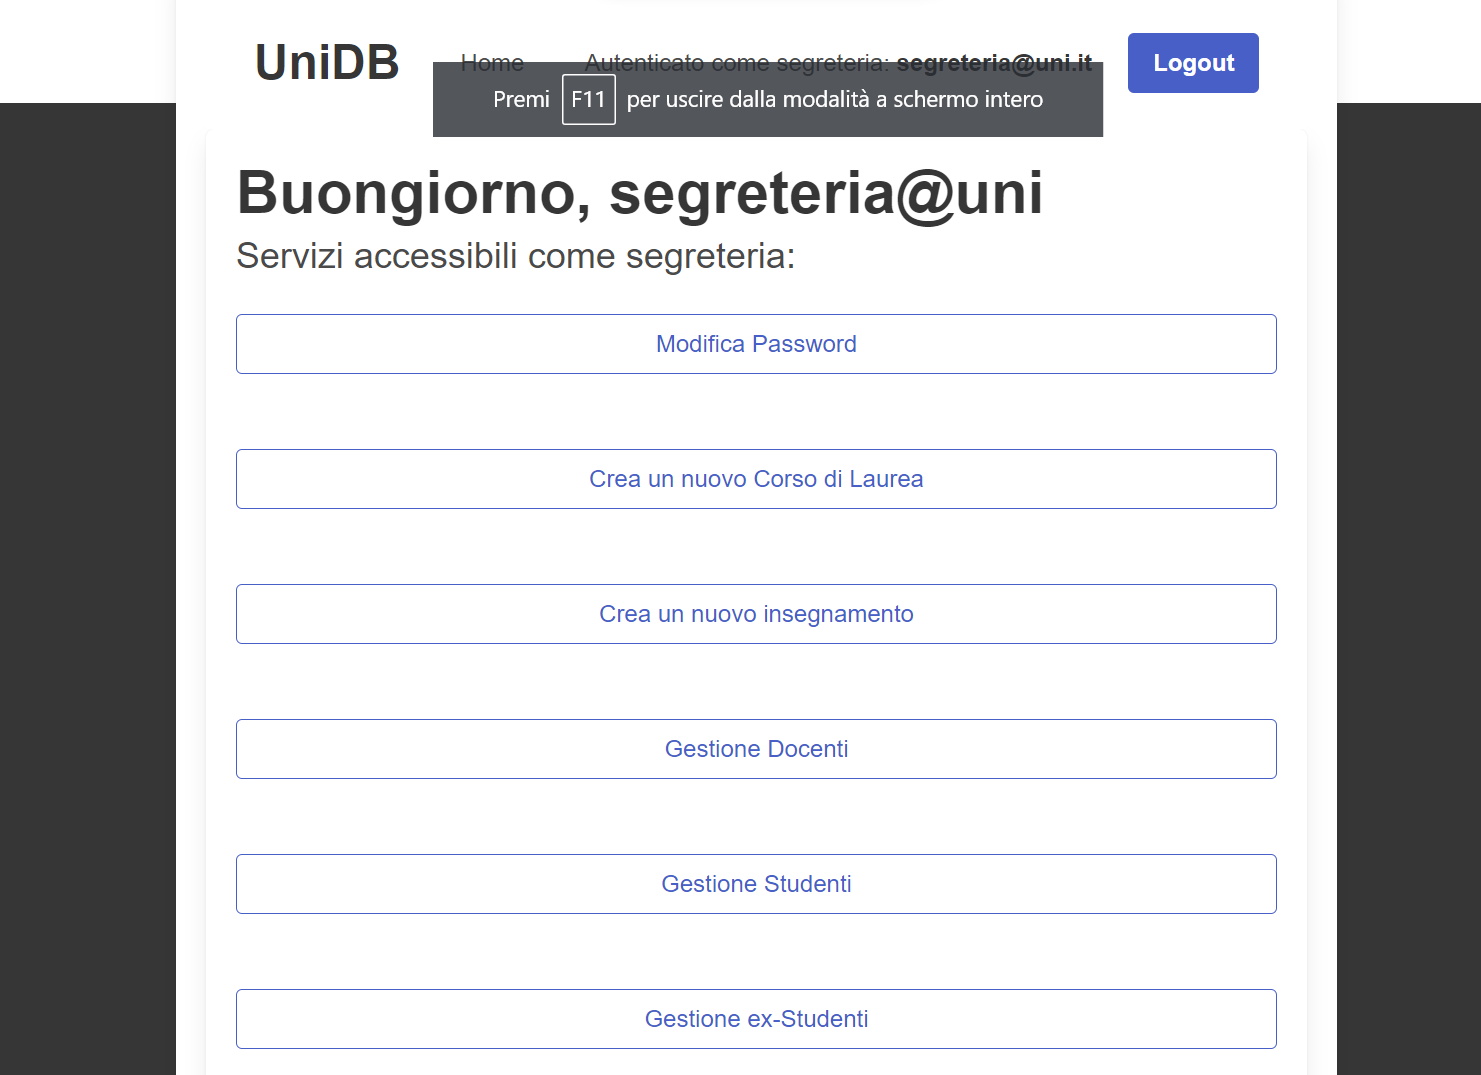 UniDB Home Autenticato come segreteria: segreteria@uni.it Logout
Premi F11 per uscire dalla modalità a schermo intero
Buongiorno, segreteria@uni
Servizi accessibili come segreteria:
Modifica Password
Crea un nuovo Corso di Laurea
Crea un nuovo insegnamento
Gestione Docenti
Gestione Studenti
Gestione ex-Studenti